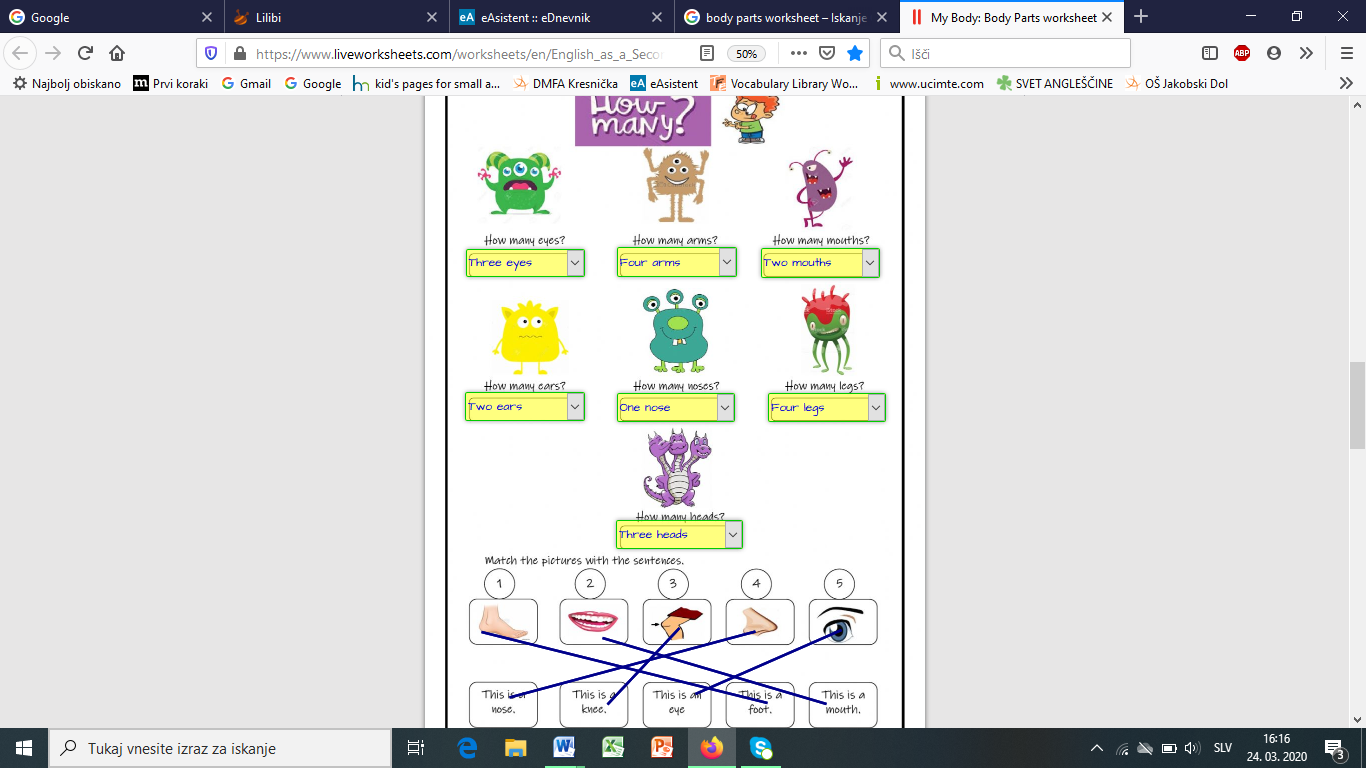 Google
Lilibi
eAsistent :: eDnevnik
body parts worksheet – Iskanje
My Body: Body Parts worksheet
https://www.liveworksheets.com/worksheets/en/English_as_a_Seco
50%
Išči
ABP
Najbolj obiskano
Prvi koraki
Gmail
Google
kid's pages for small a...
DMFA Kresnička
eA eAsistent
Vocabulary Library Wo...
www.ucimte.com
SVET ANGLEŠČINE
OŠ Jakobski Dol
How
many?
How many eyes? How many arms? How many mouths?
Three eyes Four arms Two mouths
How many ears? How many noses? How many legs?
Two ears One nose Four legs
How many heads?
Three heads
Match the pictures with the sentences.
1 2 3 4 5
This is a nose.
This is a knee.
This is an eye
This is a foot.
This is a mouth.
Tukaj vnesite izraz za iskanje
SLV
16:16
24. 03. 2020
3